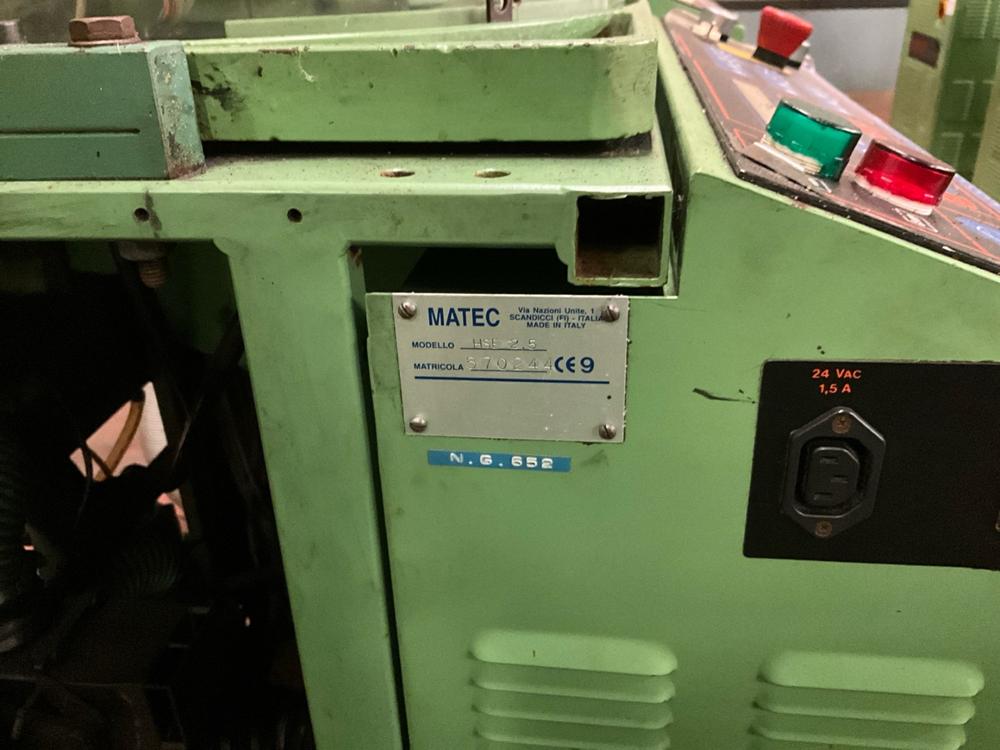 MATEC
Via Nazioni Unite, 1
SCANDICCI (FI) - ITALIA
MADE IN ITALY
MODELLO HSE 2,5
MATRICOLA 570244 CE 9
N.G.652
24 VAC
1,5 A